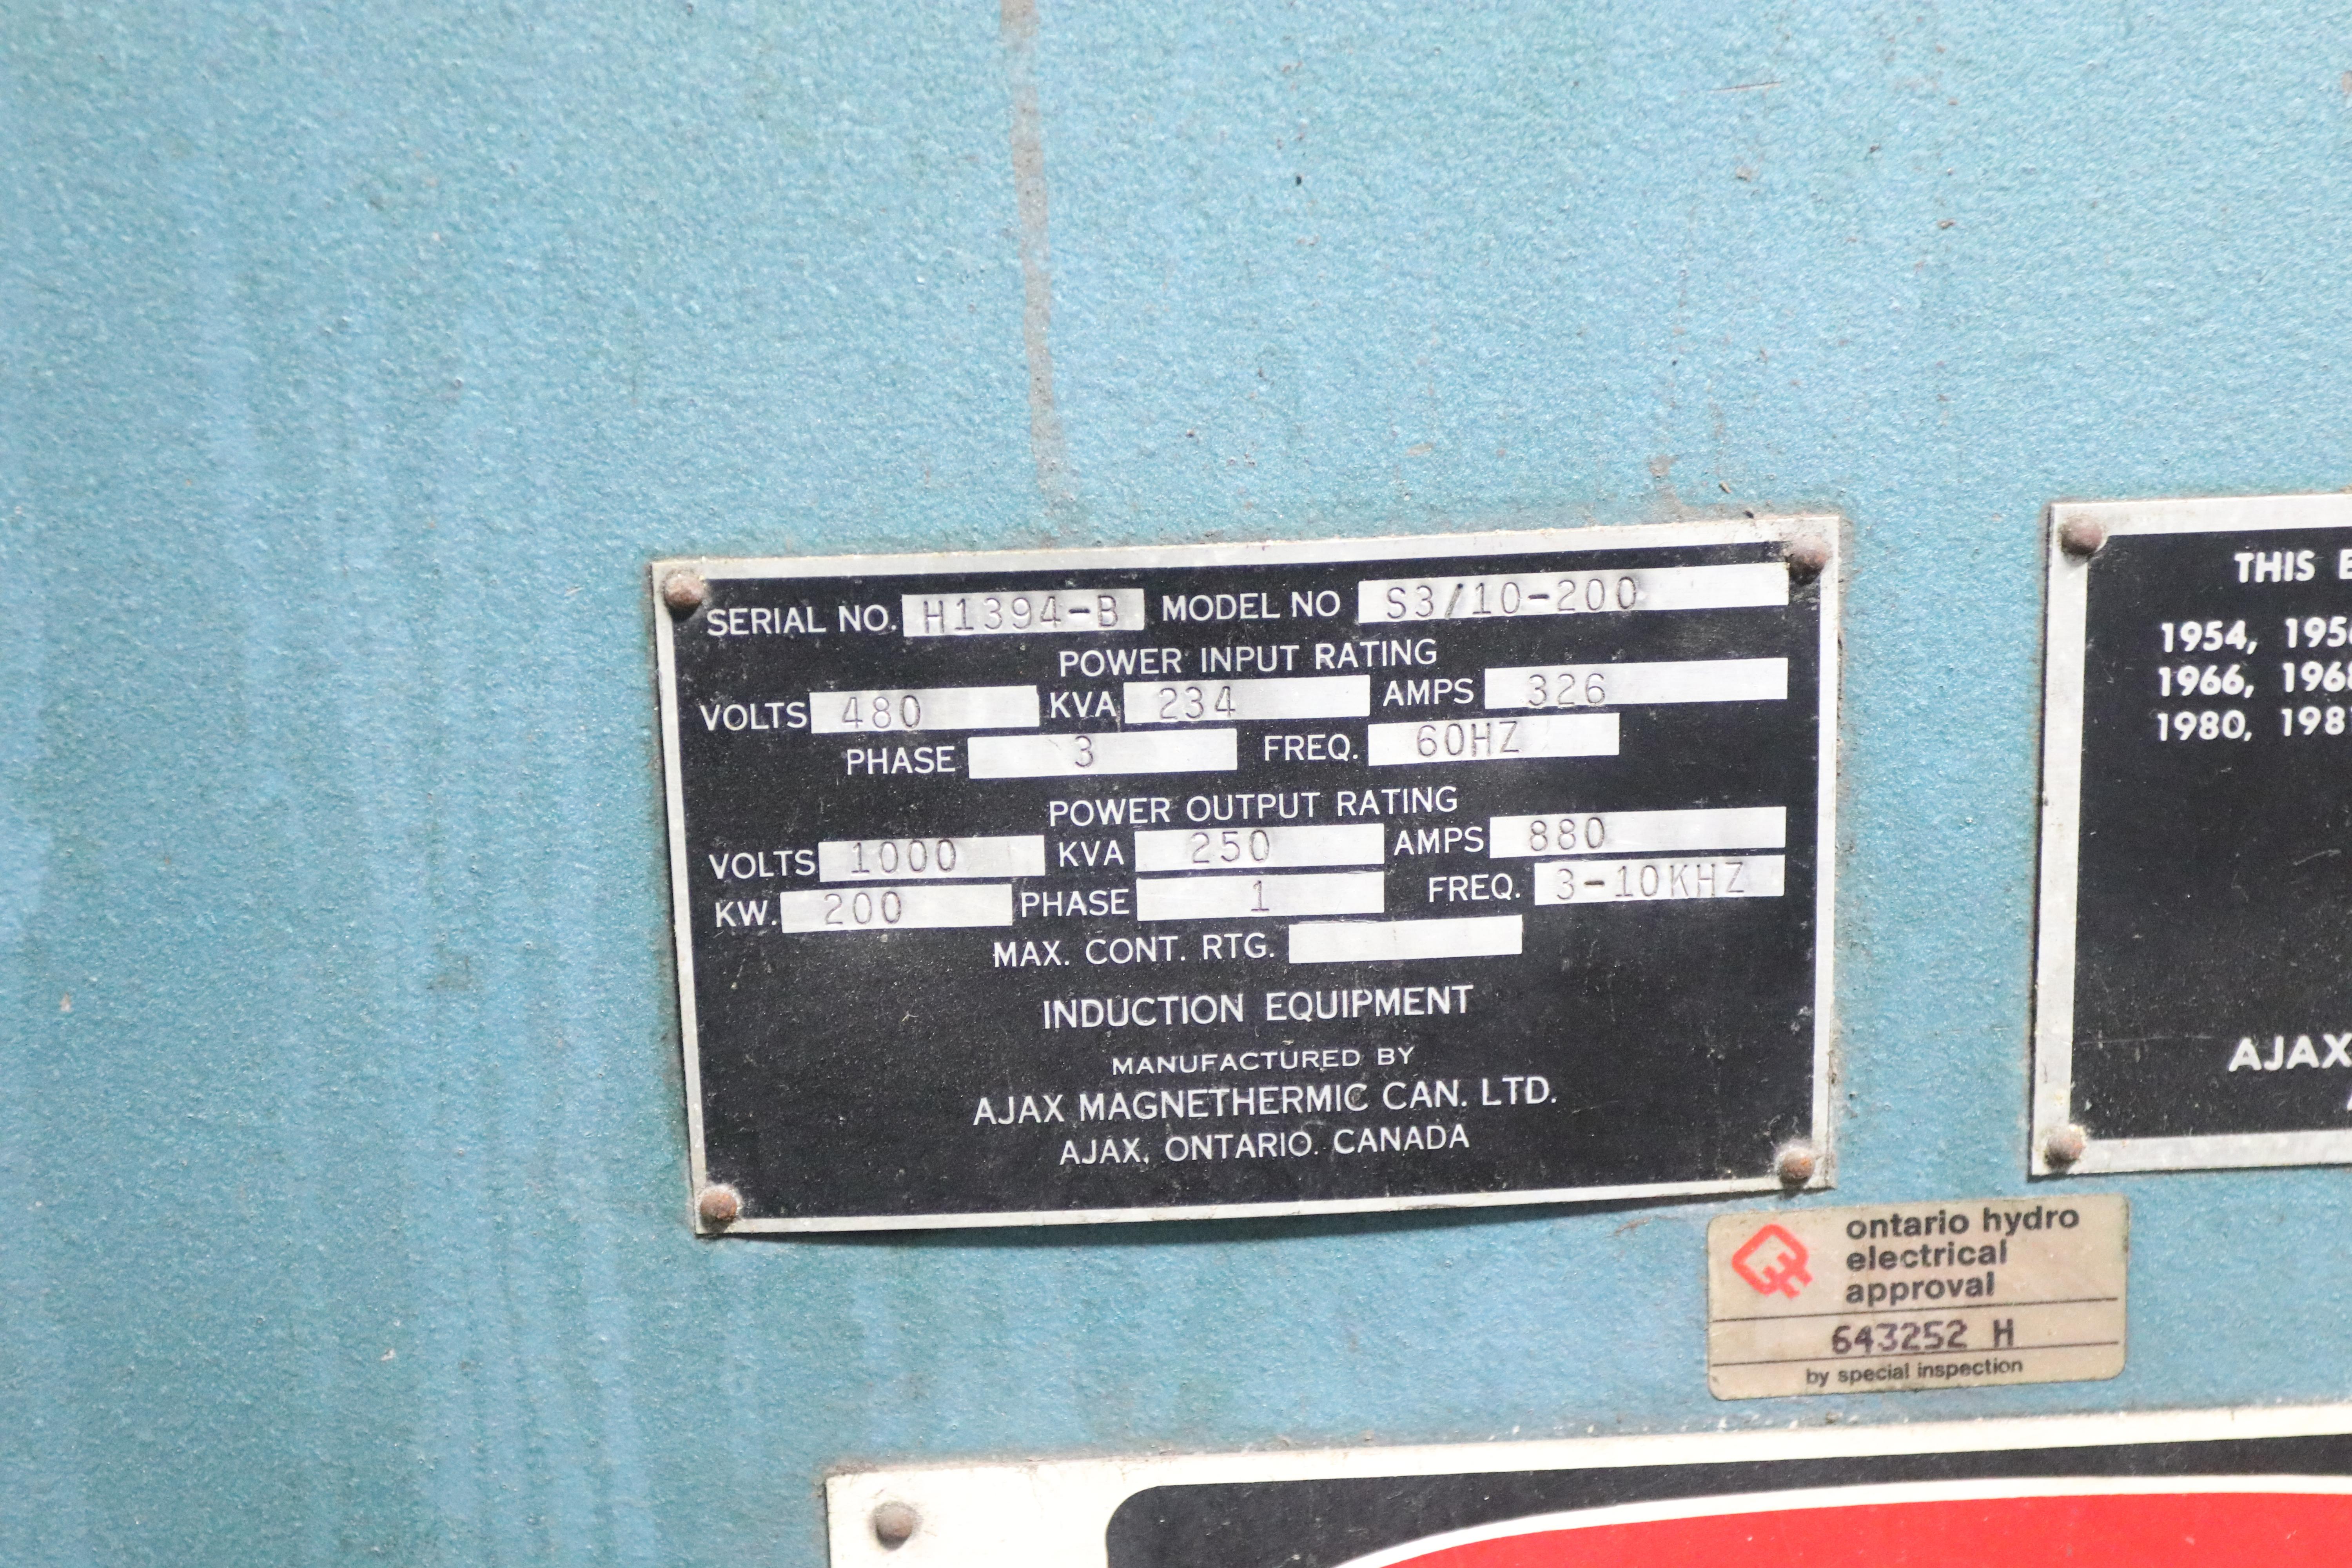 SERIAL NO. H1394-B MODEL NO S3/10-200
POWER INPUT RATING
VOLTS 480 KVA 234 AMPS 326
PHASE 3 FREQ. 60HZ
POWER OUTPUT RATING
VOLTS 1000 KVA 250 AMPS 880
KW. 200 PHASE 1 FREQ. 3-10KHZ
MAX. CONT. RTG.
INDUCTION EQUIPMENT
MANUFACTURED BY
AJAX MAGNETHERMIC CAN. LTD.
AJAX, ONTARIO. CANADA
THIS
1954,
1966,
1980,
AJAX
ontario hydro
electrical
approval
643252 H
by special inspection